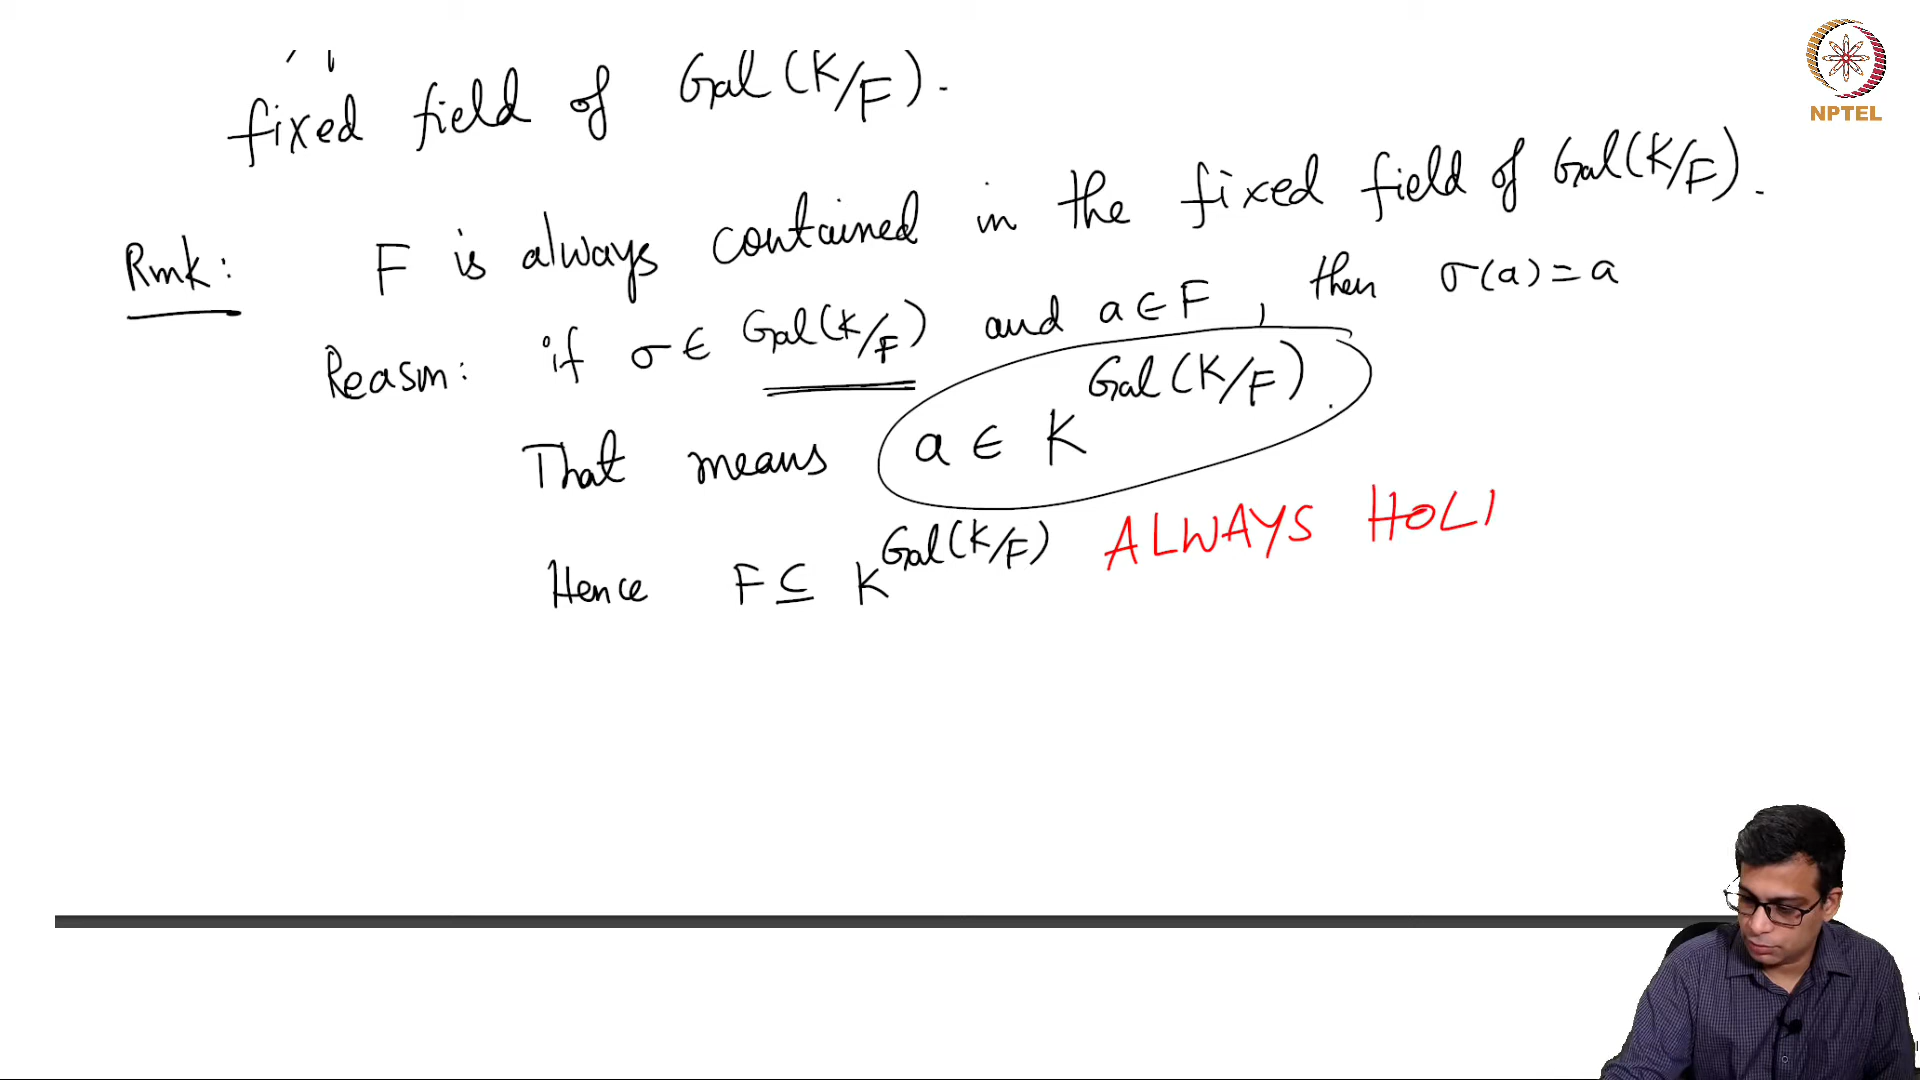 fixed field of Gal(K/F).
Rmk: F is always contained in the fixed field of Gal(K/F).
Reason: if σ ∈ Gal(K/F) and a ∈ F, then σ(a) = a
That means a ∈ K^Gal(K/F).
Hence F ⊆ K^Gal(K/F) ALWAYS HOL
NPTEL